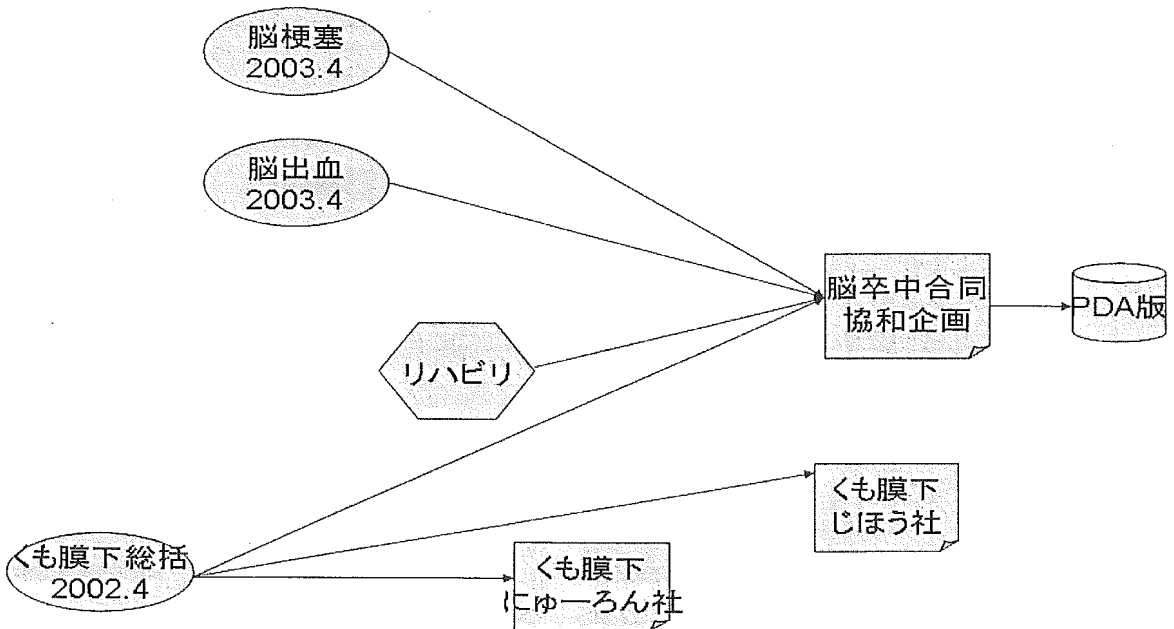 脳梗塞
2003.4
脳出血
2003.4
脳卒中合同
協和企画
PDA版
リハビリ
くも膜下
じほう社
くも膜下総括
2002.4
くも膜下
にゅーろん社